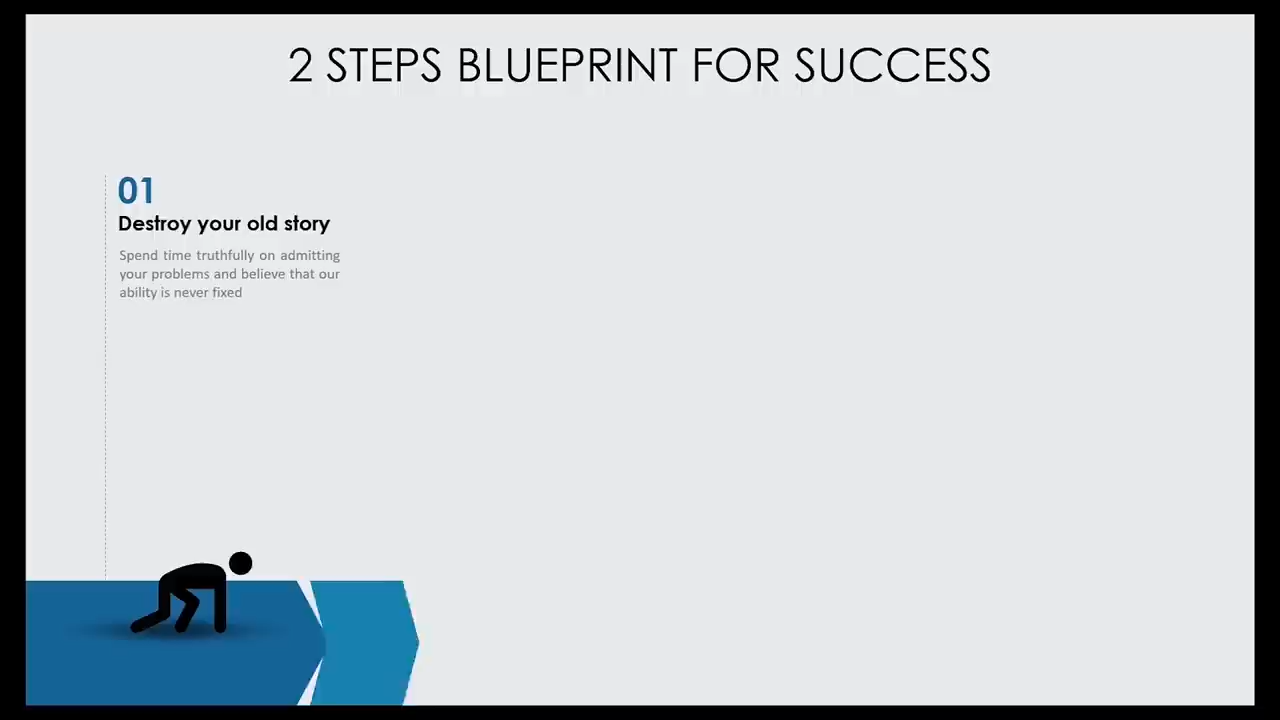 2 STEPS BLUEPRINT FOR SUCCESS
01
Destroy your old story
Spend time truthfully on admitting
your problems and believe that our
ability is never fixed